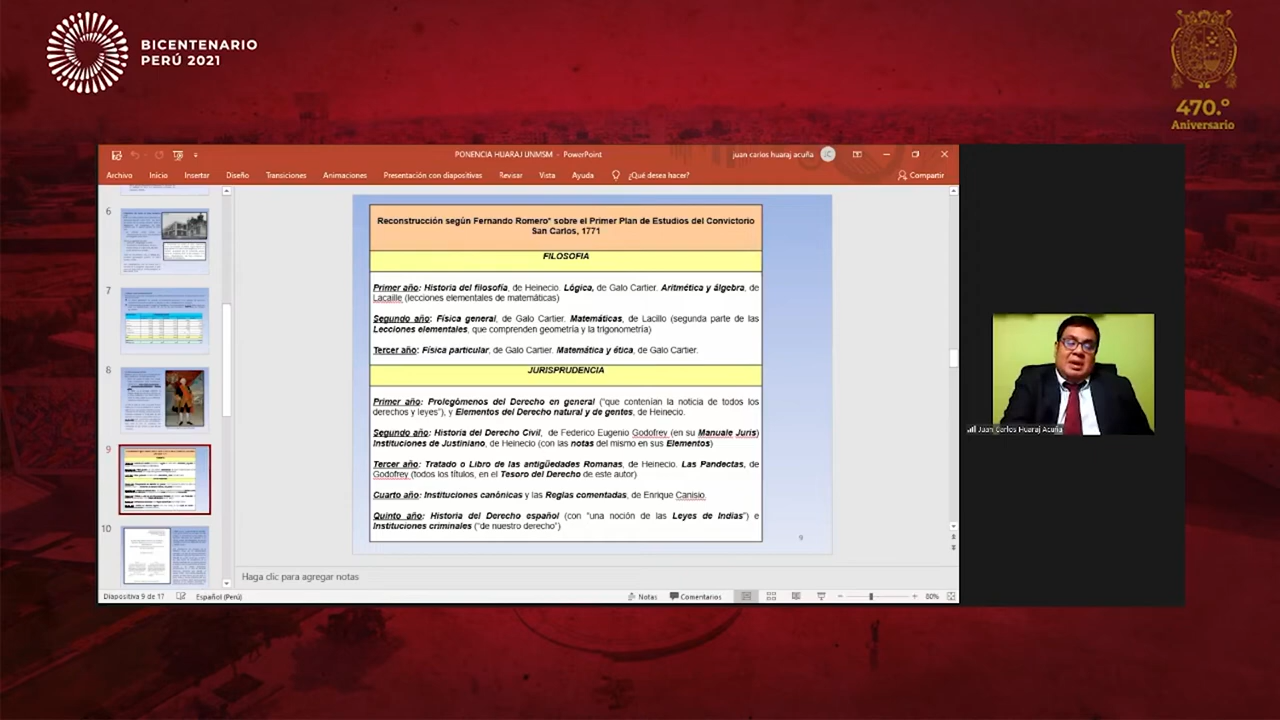 BICENTENARIO
PERÚ 2021
470.º
Aniversario
PONENCIA HUARAJ UNMSM - PowerPoint
juan carlos huaraj acuña
JC
Archivo Inicio Insertar Diseño Transiciones Animaciones Presentación con diapositivas Revisar Vista Ayuda ¿Qué desea hacer? Compartir
6
7
8
9
10
Reconstrucción según Fernando Romero" sobre el Primer Plan de Estudios del Convictorio
San Carlos, 1771
FILOSOFIA
Primer año: Historia del filosofía, de Heinecio. Lógica, de Galo Cartier. Aritmética y álgebra, de
Lacaille (lecciones elementales de matemáticas)
Segundo año: Física general, de Galo Cartier. Matemáticas, de Lacillo (segunda parte de las
Lecciones elementales, que comprenden geometría y la trigonometría)
Tercer año: Física particular, de Galo Cartier. Matemática y ética, de Galo Cartier.
JURISPRUDENCIA
Primer año: Prolegómenos del Derecho en general ("que contenían la noticia de todos los
derechos y leyes"), y Elementos del Derecho natural y de gentes, de Heinecio.
Segundo año: Historia del Derecho Civil, de Federico Eugenio Godofrey (en su Manuale Juris)
Instituciones de Justiniano, de Heinecio (con las notas del mismo en sus Elementos)
Tercer año: Tratado o Libro de las antigüedades Romanas, de Heinecio. Las Pandectas, de
Godofrey (todos los títulos, en el Tesoro del Derecho de este autor)
Cuarto año: Instituciones canónicas y las Reglas comentadas, de Enrique Canisio.
Quinto año: Historia del Derecho español (con "una noción de las Leyes de Indias") e
Instituciones criminales ("de nuestro derecho")
9
Haga clic para agregar notas
Diapositiva 9 de 17 Español (Perú) Notas Comentarios 80%
Juan Carlos Huaraj Acuña